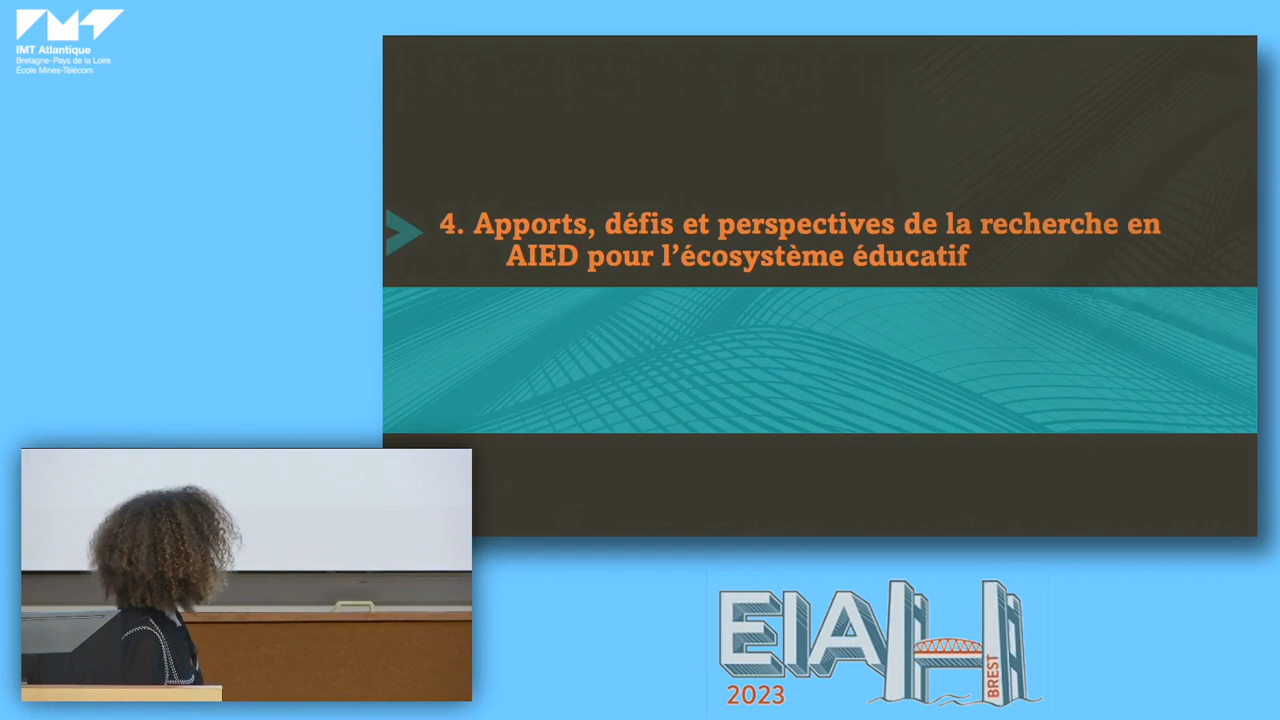 IMT Atlantique
Bretagne-Pays de la Loire
École Mines-Télécom
4. Apports, défis et perspectives de la recherche en
AIED pour l'écosystème éducatif
EIAH
BREST
2023